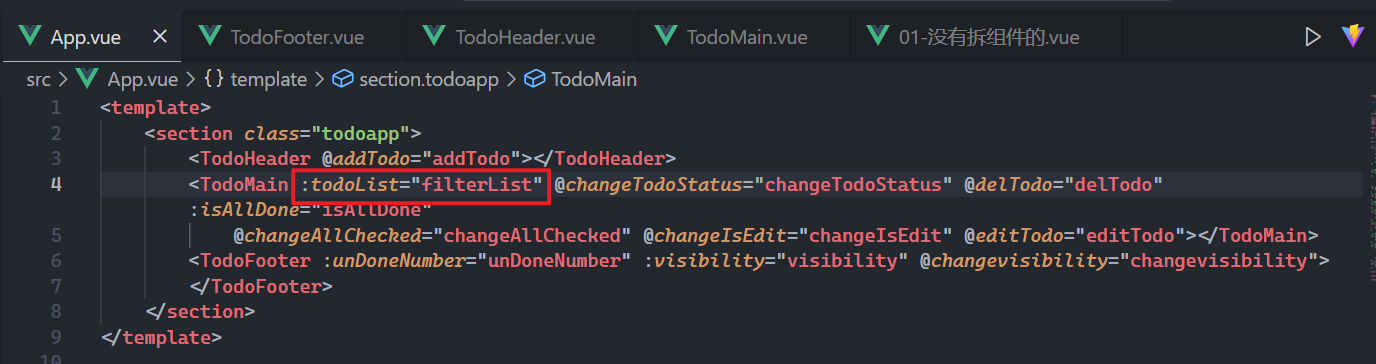 App.vue × TodoFooter.vue TodoHeader.vue TodoMain.vue 01-没有拆组件的.vue
src > App.vue > {} template > section.todoapp > TodoMain
1 <template>
2 <section class="todoapp">
3 <TodoHeader @addTodo="addTodo"></TodoHeader>
4 <TodoMain :todoList="filterList" @changeTodoStatus="changeTodoStatus" @delTodo="delTodo"
:isAllDone="isAllDone"
5 @changeAllChecked="changeAllChecked" @changeIsEdit="changeIsEdit" @editTodo="editTodo"></TodoMain>
6 <TodoFooter :unDoneNumber="unDoneNumber" :visibility="visibility" @changevisibility="changevisibility">
7 </TodoFooter>
8 </section>
9 </template>
10